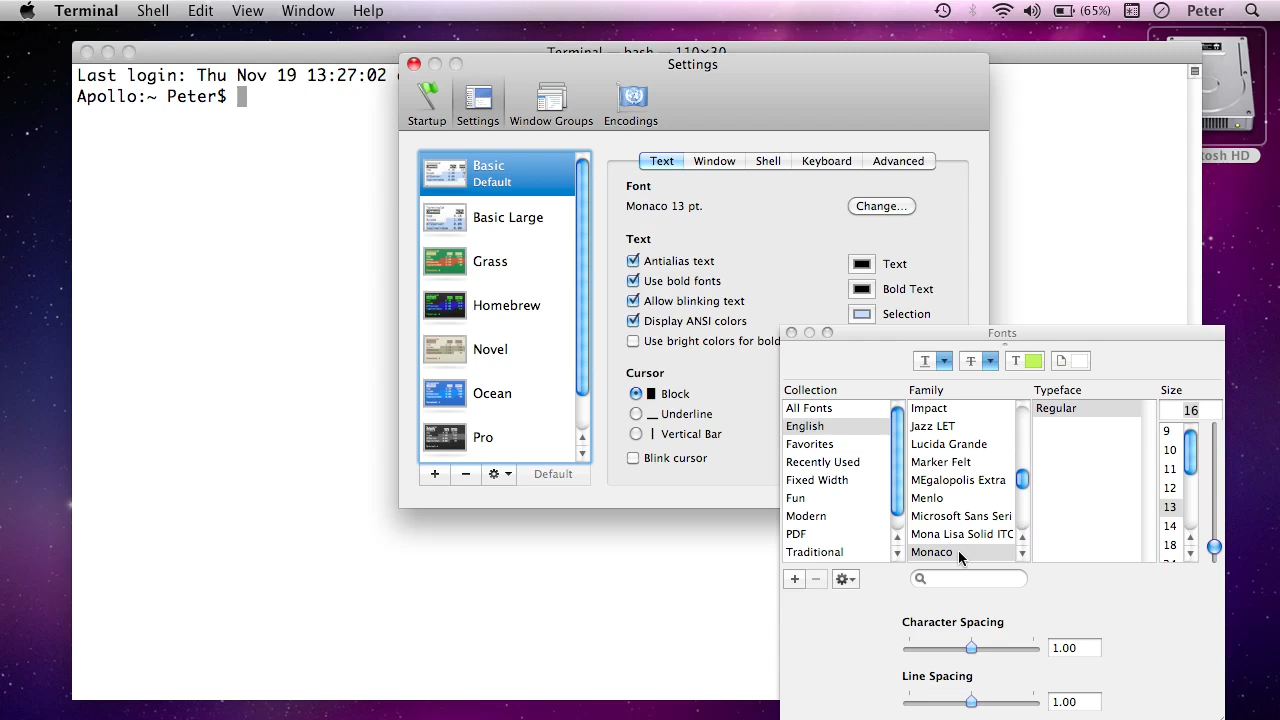 Terminal Shell Edit View Window Help (65%) Peter
Terminal — bash — 110×30
Last login: Thu Nov 19 13:27:02
Apollo:~ Peter$
Settings
Startup Settings Window Groups Encodings
Basic
Default
Basic Large
Grass
Homebrew
Novel
Ocean
Pro
+ − Default
Text Window Shell Keyboard Advanced
Font
Monaco 13 pt. Change...
Text
Antialias text
Use bold fonts
Allow blinking text
Display ANSI colors
Use bright colors for bold
Text
Bold Text
Selection
Cursor
Block
Underline
Vertical Bar
Blink cursor
Fonts
T T T
Collection Family Typeface Size
All Fonts
English
Favorites
Recently Used
Fixed Width
Fun
Modern
PDF
Traditional
Impact
Jazz LET
Lucida Grande
Marker Felt
MEgalopolis Extra
Menlo
Microsoft Sans Seri
Mona Lisa Solid ITC
Monaco
Regular
16
9
10
11
12
13
14
18
+ −
Character Spacing
1.00
Line Spacing
1.00
tosh HD